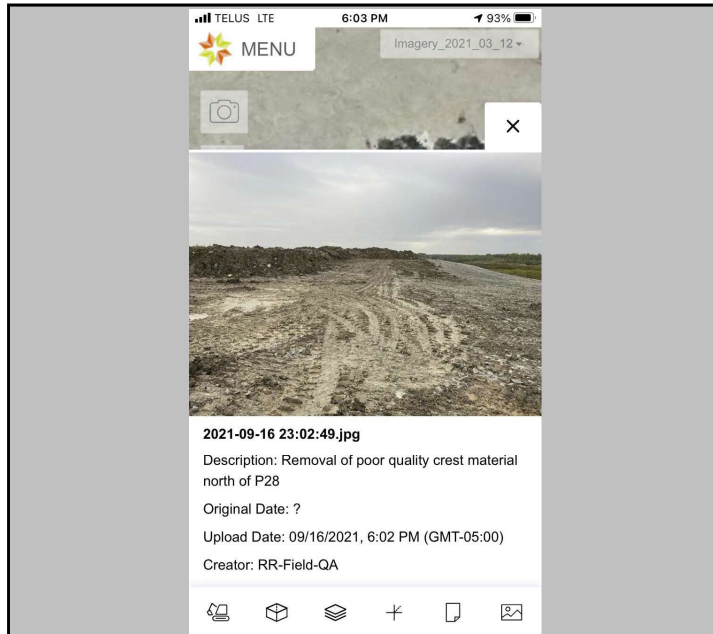 TELUS LTE 6:03 PM 93%
MENU
Imagery_2021_03_12
2021-09-16 23:02:49.jpg
Description: Removal of poor quality crest material
north of P28
Original Date: ?
Upload Date: 09/16/2021, 6:02 PM (GMT-05:00)
Creator: RR-Field-QA